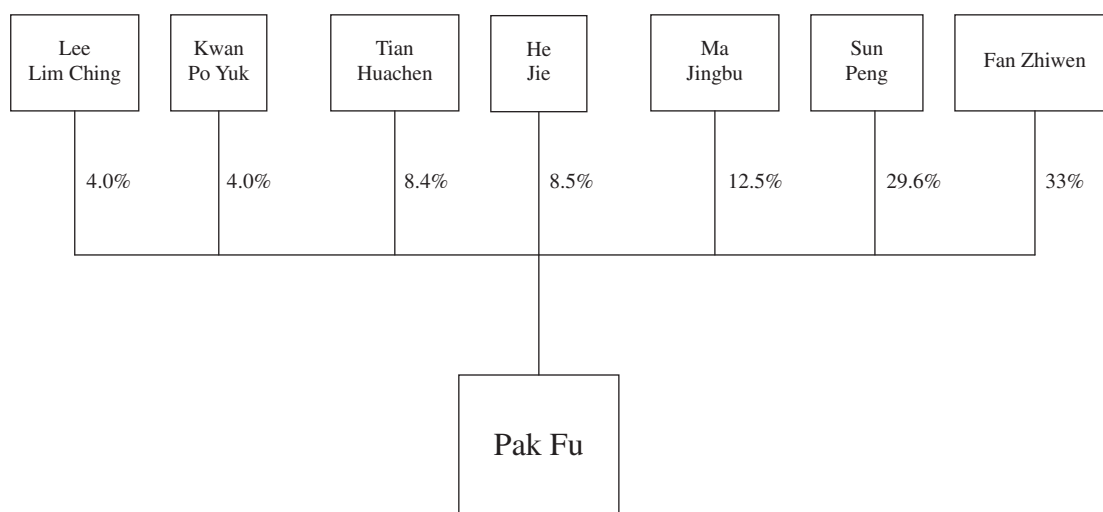 Lee
Lim Ching
Kwan
Po Yuk
Tian
Huachen
He
Jie
Ma
Jingbu
Sun
Peng
Fan Zhiwen
4.0%
4.0%
8.4%
8.5%
12.5%
29.6%
33%
Pak Fu